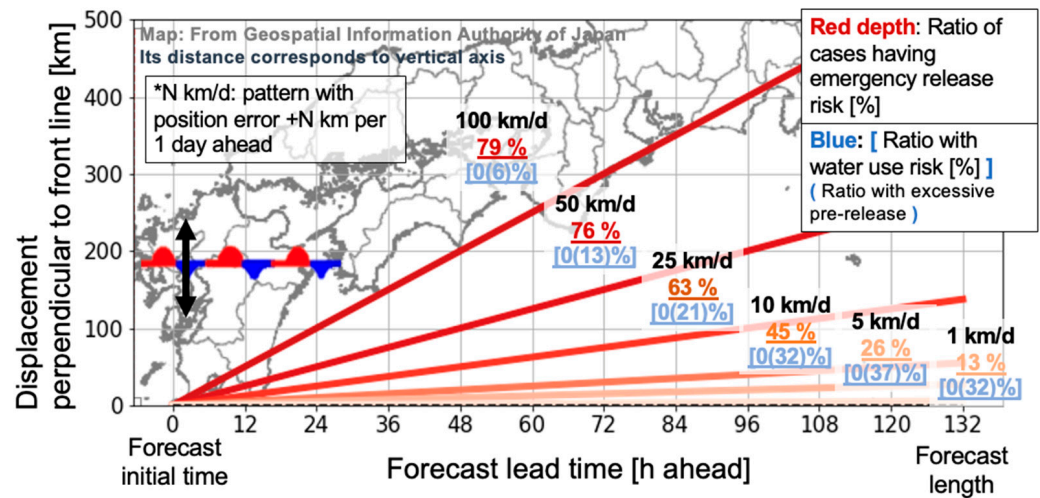 500
400
300
200
100
0
Displacement
perpendicular to front line [km]
Map: From Geospatial Information Authority of Japan
Its distance corresponds to vertical axis
*N km/d: pattern with
position error +N km per
1 day ahead
Red depth: Ratio of
cases having
emergency release
risk [%]
Blue: [ Ratio with
water use risk [%] ]
( Ratio with excessive
pre-release )
100 km/d
79 %
[0(6)%]
50 km/d
76 %
[0(13)%]
25 km/d
63 %
[0(21)%]
10 km/d
45 %
[0(32)%]
5 km/d
26 %
[0(37)%]
1 km/d
13 %
[0(32)%]
0 12 24 36 48 60 72 84 96 108 120 132
Forecast
initial time
Forecast lead time [h ahead]
Forecast
length